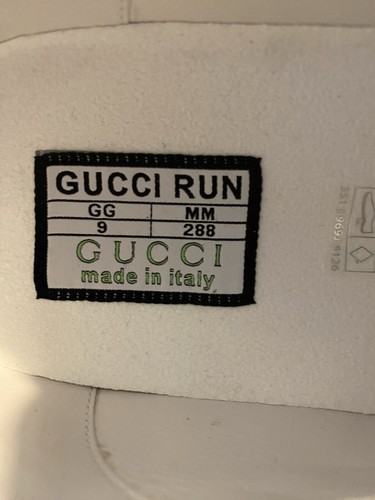 GUCCI RUN
GG MM
9 288
GUCCI
made in italy